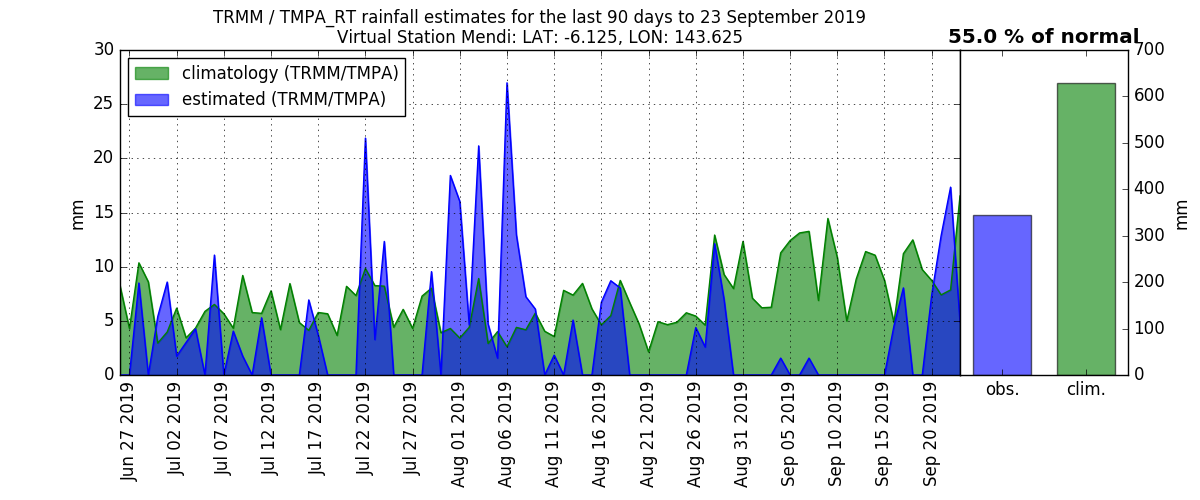 TRMM / TMPA_RT rainfall estimates for the last 90 days to 23 September 2019
Virtual Station Mendi: LAT: -6.125, LON: 143.625
55.0 % of normal
climatology (TRMM/TMPA)
estimated (TRMM/TMPA)
30
25
20
15
10
5
0
mm
700
600
500
400
300
200
100
0
mm
Jun 27 2019
Jul 02 2019
Jul 07 2019
Jul 12 2019
Jul 17 2019
Jul 22 2019
Jul 27 2019
Aug 01 2019
Aug 06 2019
Aug 11 2019
Aug 16 2019
Aug 21 2019
Aug 26 2019
Aug 31 2019
Sep 05 2019
Sep 10 2019
Sep 15 2019
Sep 20 2019
obs.
clim.